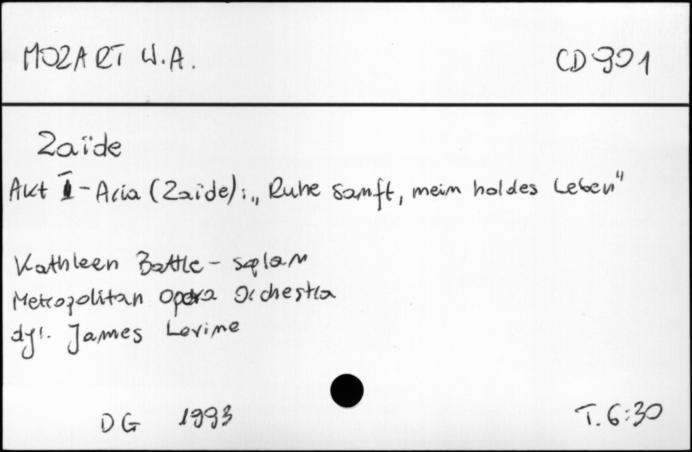 MOZART W.A.
CD 901
Zaïde
Akt I - Aria (Zaïde): „Ruhe sanft, mein holdes Leben"
Kathleen Battle - sopran
Metropolitan Opera Orchestra
dyr. James Levine
DG 1993
T. 6:30